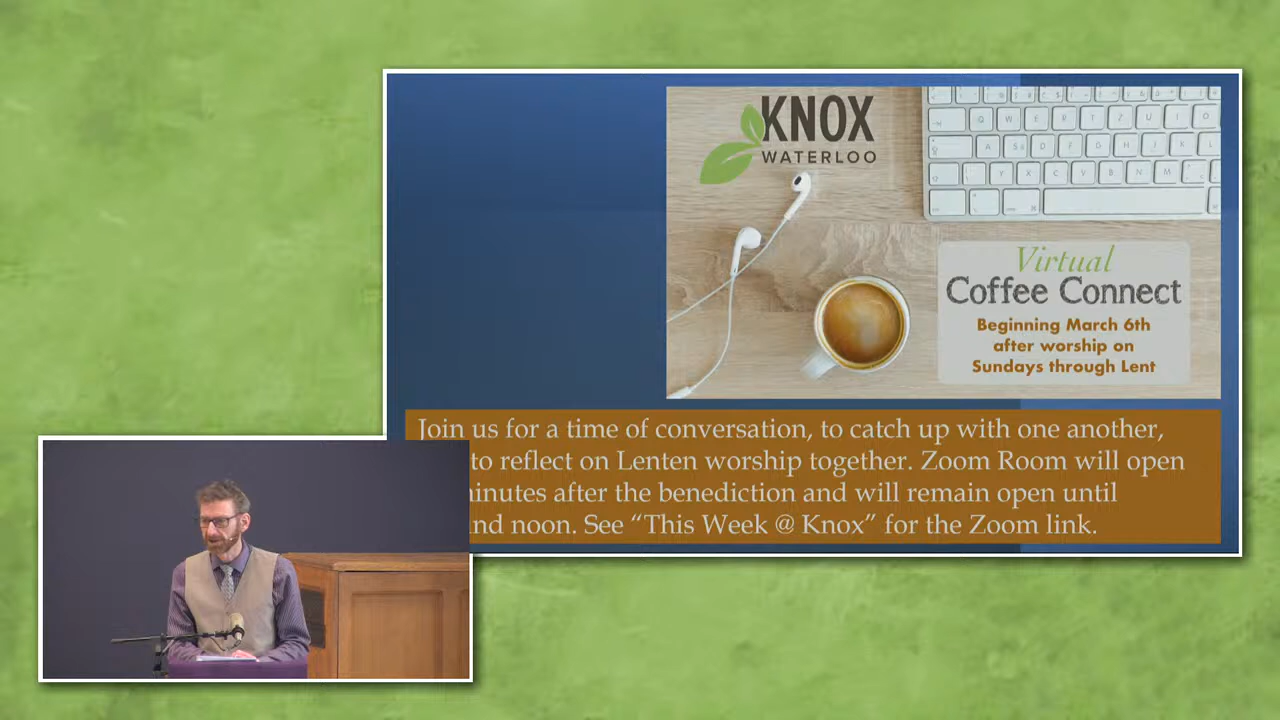 KNOX
WATERLOO
Virtual
Coffee Connect
Beginning March 6th
after worship on
Sundays through Lent
Join us for a time of conversation, to catch up with one another,
to reflect on Lenten worship together. Zoom Room will open
after the benediction and will remain open until
noon. See “This Week @ Knox” for the Zoom link.